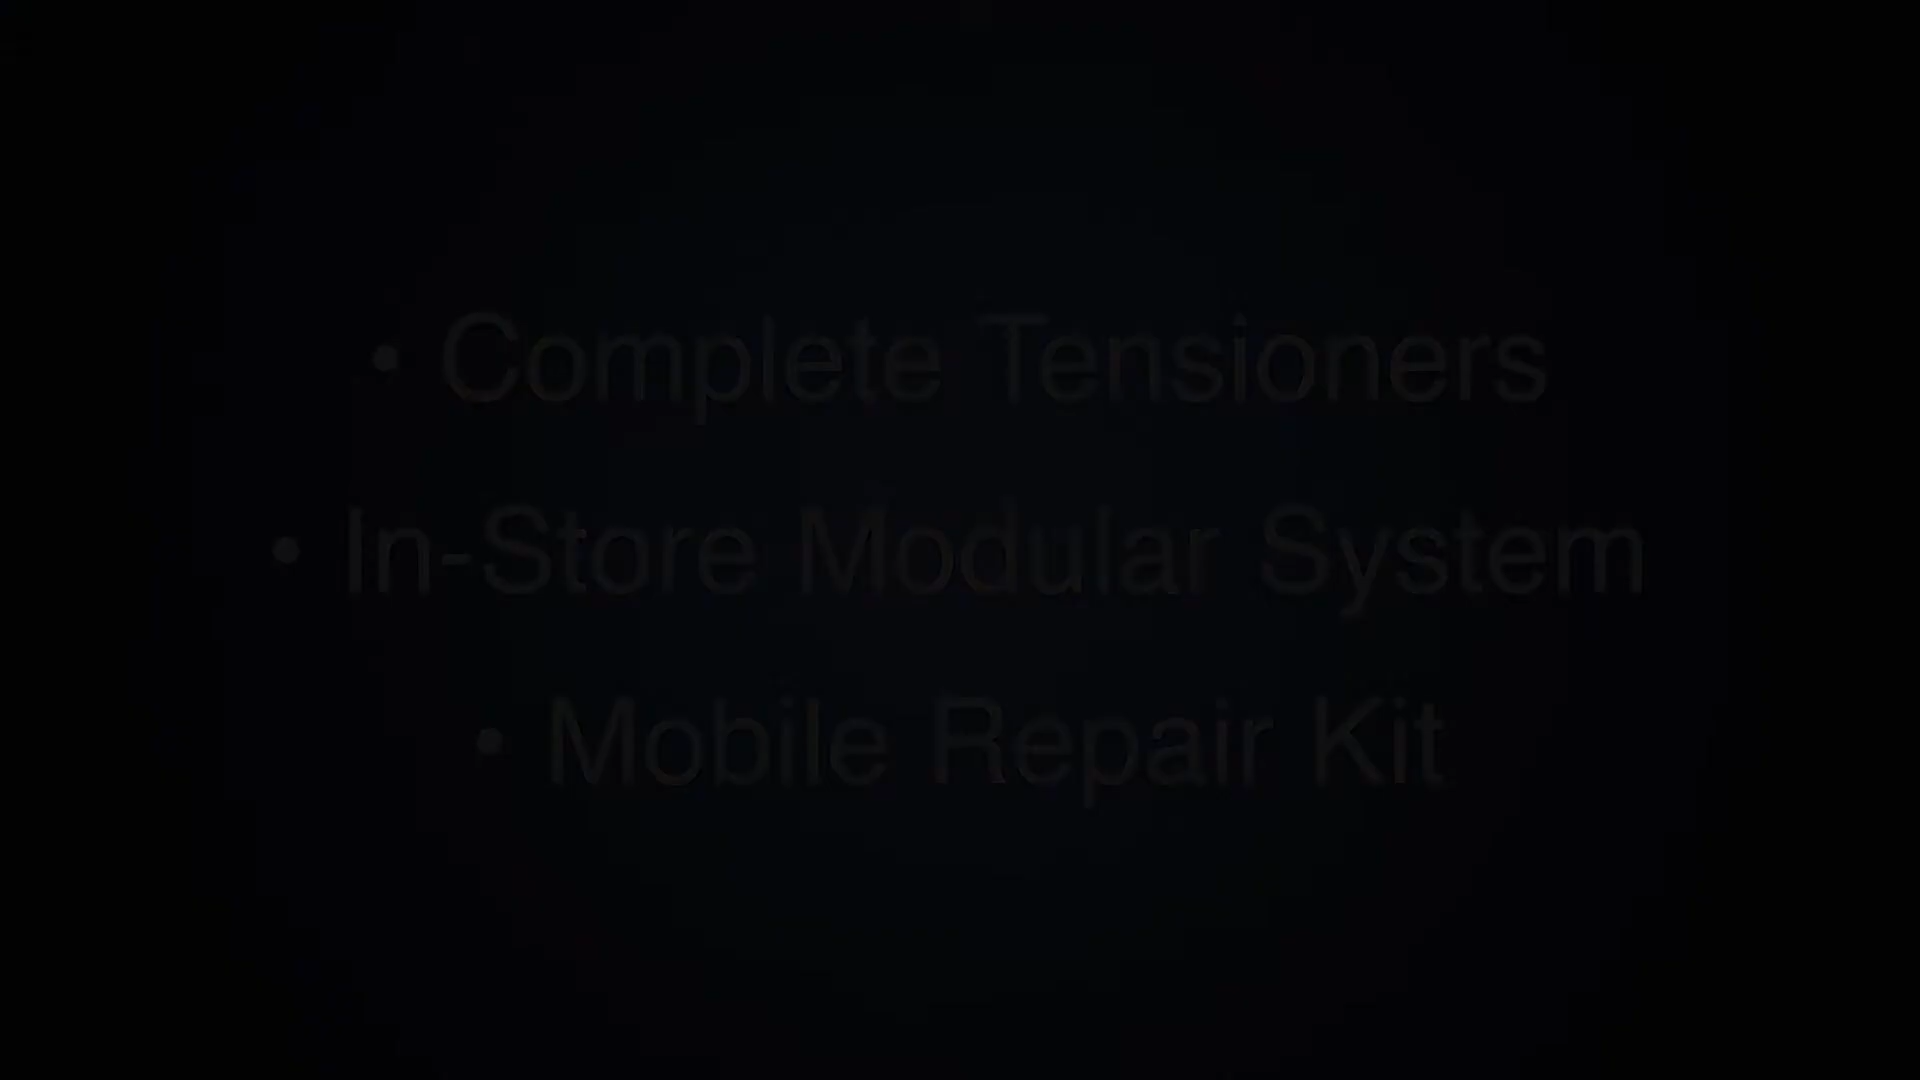 • Complete Tensioners
• In-Store Modular System
• Mobile Repair Kit